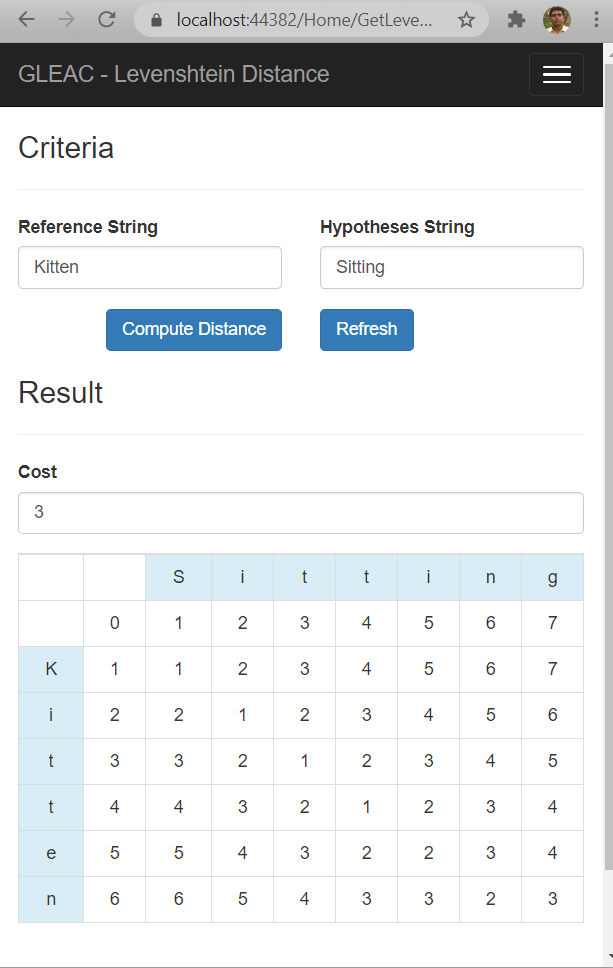 localhost:44382/Home/GetLeve...
GLEAC - Levenshtein Distance
Criteria
Reference String Hypotheses String
Kitten Sitting
Compute Distance Refresh
Result
Cost
3
S i t t i n g
0 1 2 3 4 5 6 7
K 1 1 2 3 4 5 6 7
i 2 2 1 2 3 4 5 6
t 3 3 2 1 2 3 4 5
t 4 4 3 2 1 2 3 4
e 5 5 4 3 2 2 3 4
n 6 6 5 4 3 3 2 3